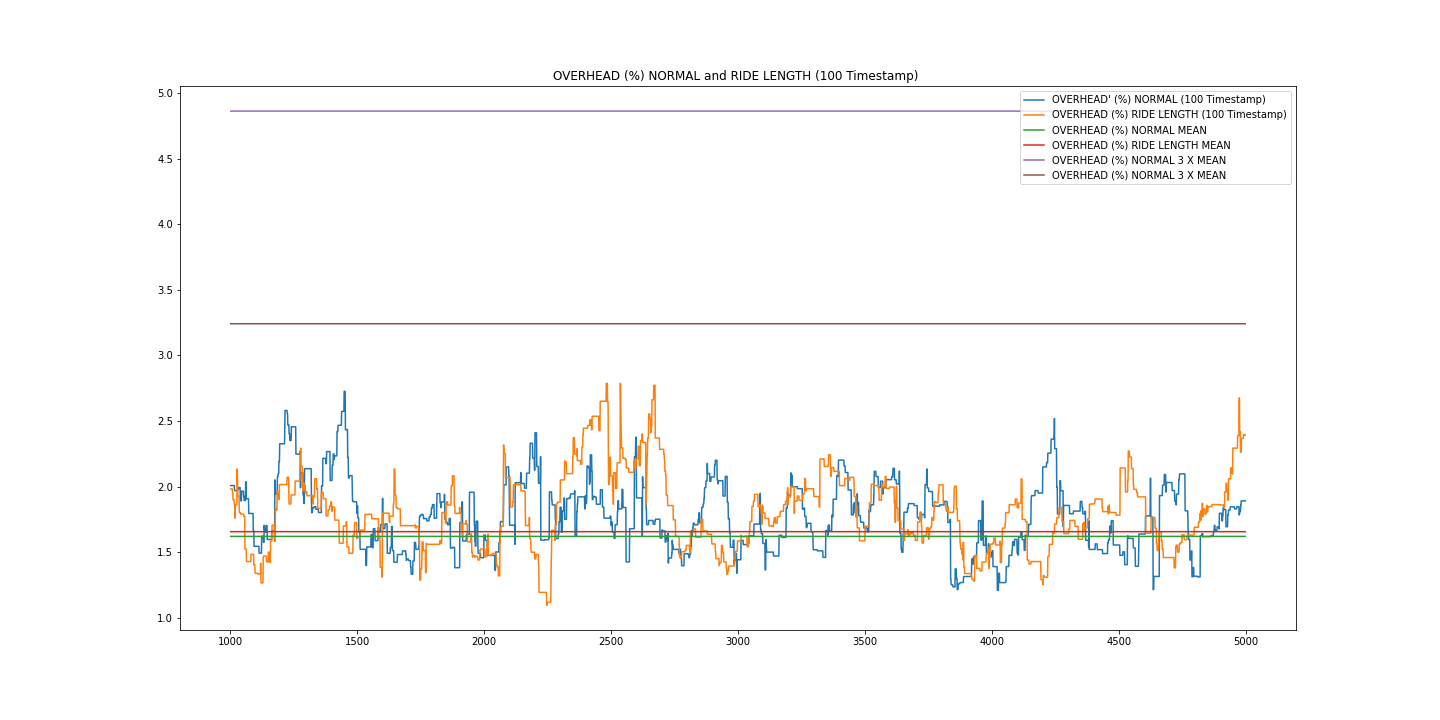 OVERHEAD (%) NORMAL and RIDE LENGTH (100 Timestamp)
OVERHEAD' (%) NORMAL (100 Timestamp)
OVERHEAD (%) RIDE LENGTH (100 Timestamp)
OVERHEAD (%) NORMAL MEAN
OVERHEAD (%) RIDE LENGTH MEAN
OVERHEAD (%) NORMAL 3 X MEAN
OVERHEAD (%) NORMAL 3 X MEAN
5.0
4.5
4.0
3.5
3.0
2.5
2.0
1.5
1.0
1000 1500 2000 2500 3000 3500 4000 4500 5000